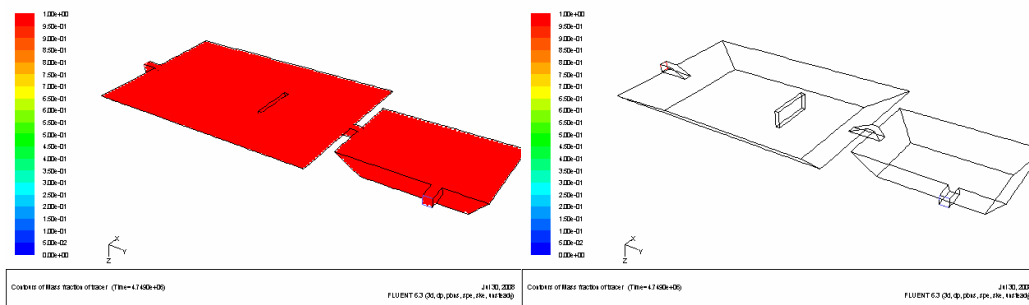 1.00e+00
9.50e-01
9.00e-01
8.50e-01
8.00e-01
7.50e-01
7.00e-01
6.50e-01
6.00e-01
5.50e-01
5.00e-01
4.50e-01
4.00e-01
3.50e-01
3.00e-01
2.50e-01
2.00e-01
1.50e-01
1.00e-01
5.00e-02
0.00e+00
X
Y
Z
Contours of Mass fraction of tracer (Time=4.7490e+06)
Jul 30, 2008
FLUENT 6.3 (3d, dp, pbns, spe, ske, unsteady)
1.00e+00
9.50e-01
9.00e-01
8.50e-01
8.00e-01
7.50e-01
7.00e-01
6.50e-01
6.00e-01
5.50e-01
5.00e-01
4.50e-01
4.00e-01
3.50e-01
3.00e-01
2.50e-01
2.00e-01
1.50e-01
1.00e-01
5.00e-02
0.00e+00
X
Y
Z
Contours of Mass fraction of tracer (Time=4.7490e+06)
Jul 30, 200
FLUENT 6.3 (3d, dp, pbns, spe, ske, unsteady)